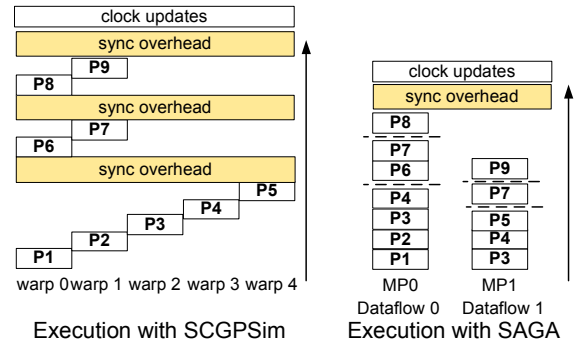 clock updates
sync overhead
P9
P8
sync overhead
P7
P6
sync overhead
P5
P4
P3
P2
P1
warp 0 warp 1 warp 2 warp 3 warp 4
Execution with SCGPSim
clock updates
sync overhead
P8
P7
P6
P4
P3
P2
P1
MP0
Dataflow 0
P9
P7
P5
P4
P3
MP1
Dataflow 1
Execution with SAGA